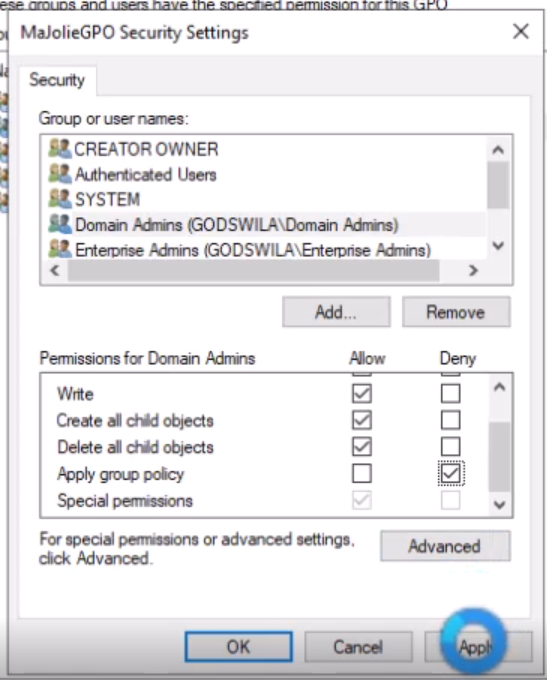 ese groups and users have the specified permission for this GPO
MaJolieGPO Security Settings
Security
Group or user names:
CREATOR OWNER
Authenticated Users
SYSTEM
Domain Admins (GODSWILA\Domain Admins)
Enterprise Admins (GODSWILA\Enterprise Admins)
Add...
Remove
Permissions for Domain Admins
Allow
Deny
Write
Create all child objects
Delete all child objects
Apply group policy
Special permissions
For special permissions or advanced settings,
click Advanced.
Advanced
OK
Cancel
Apply